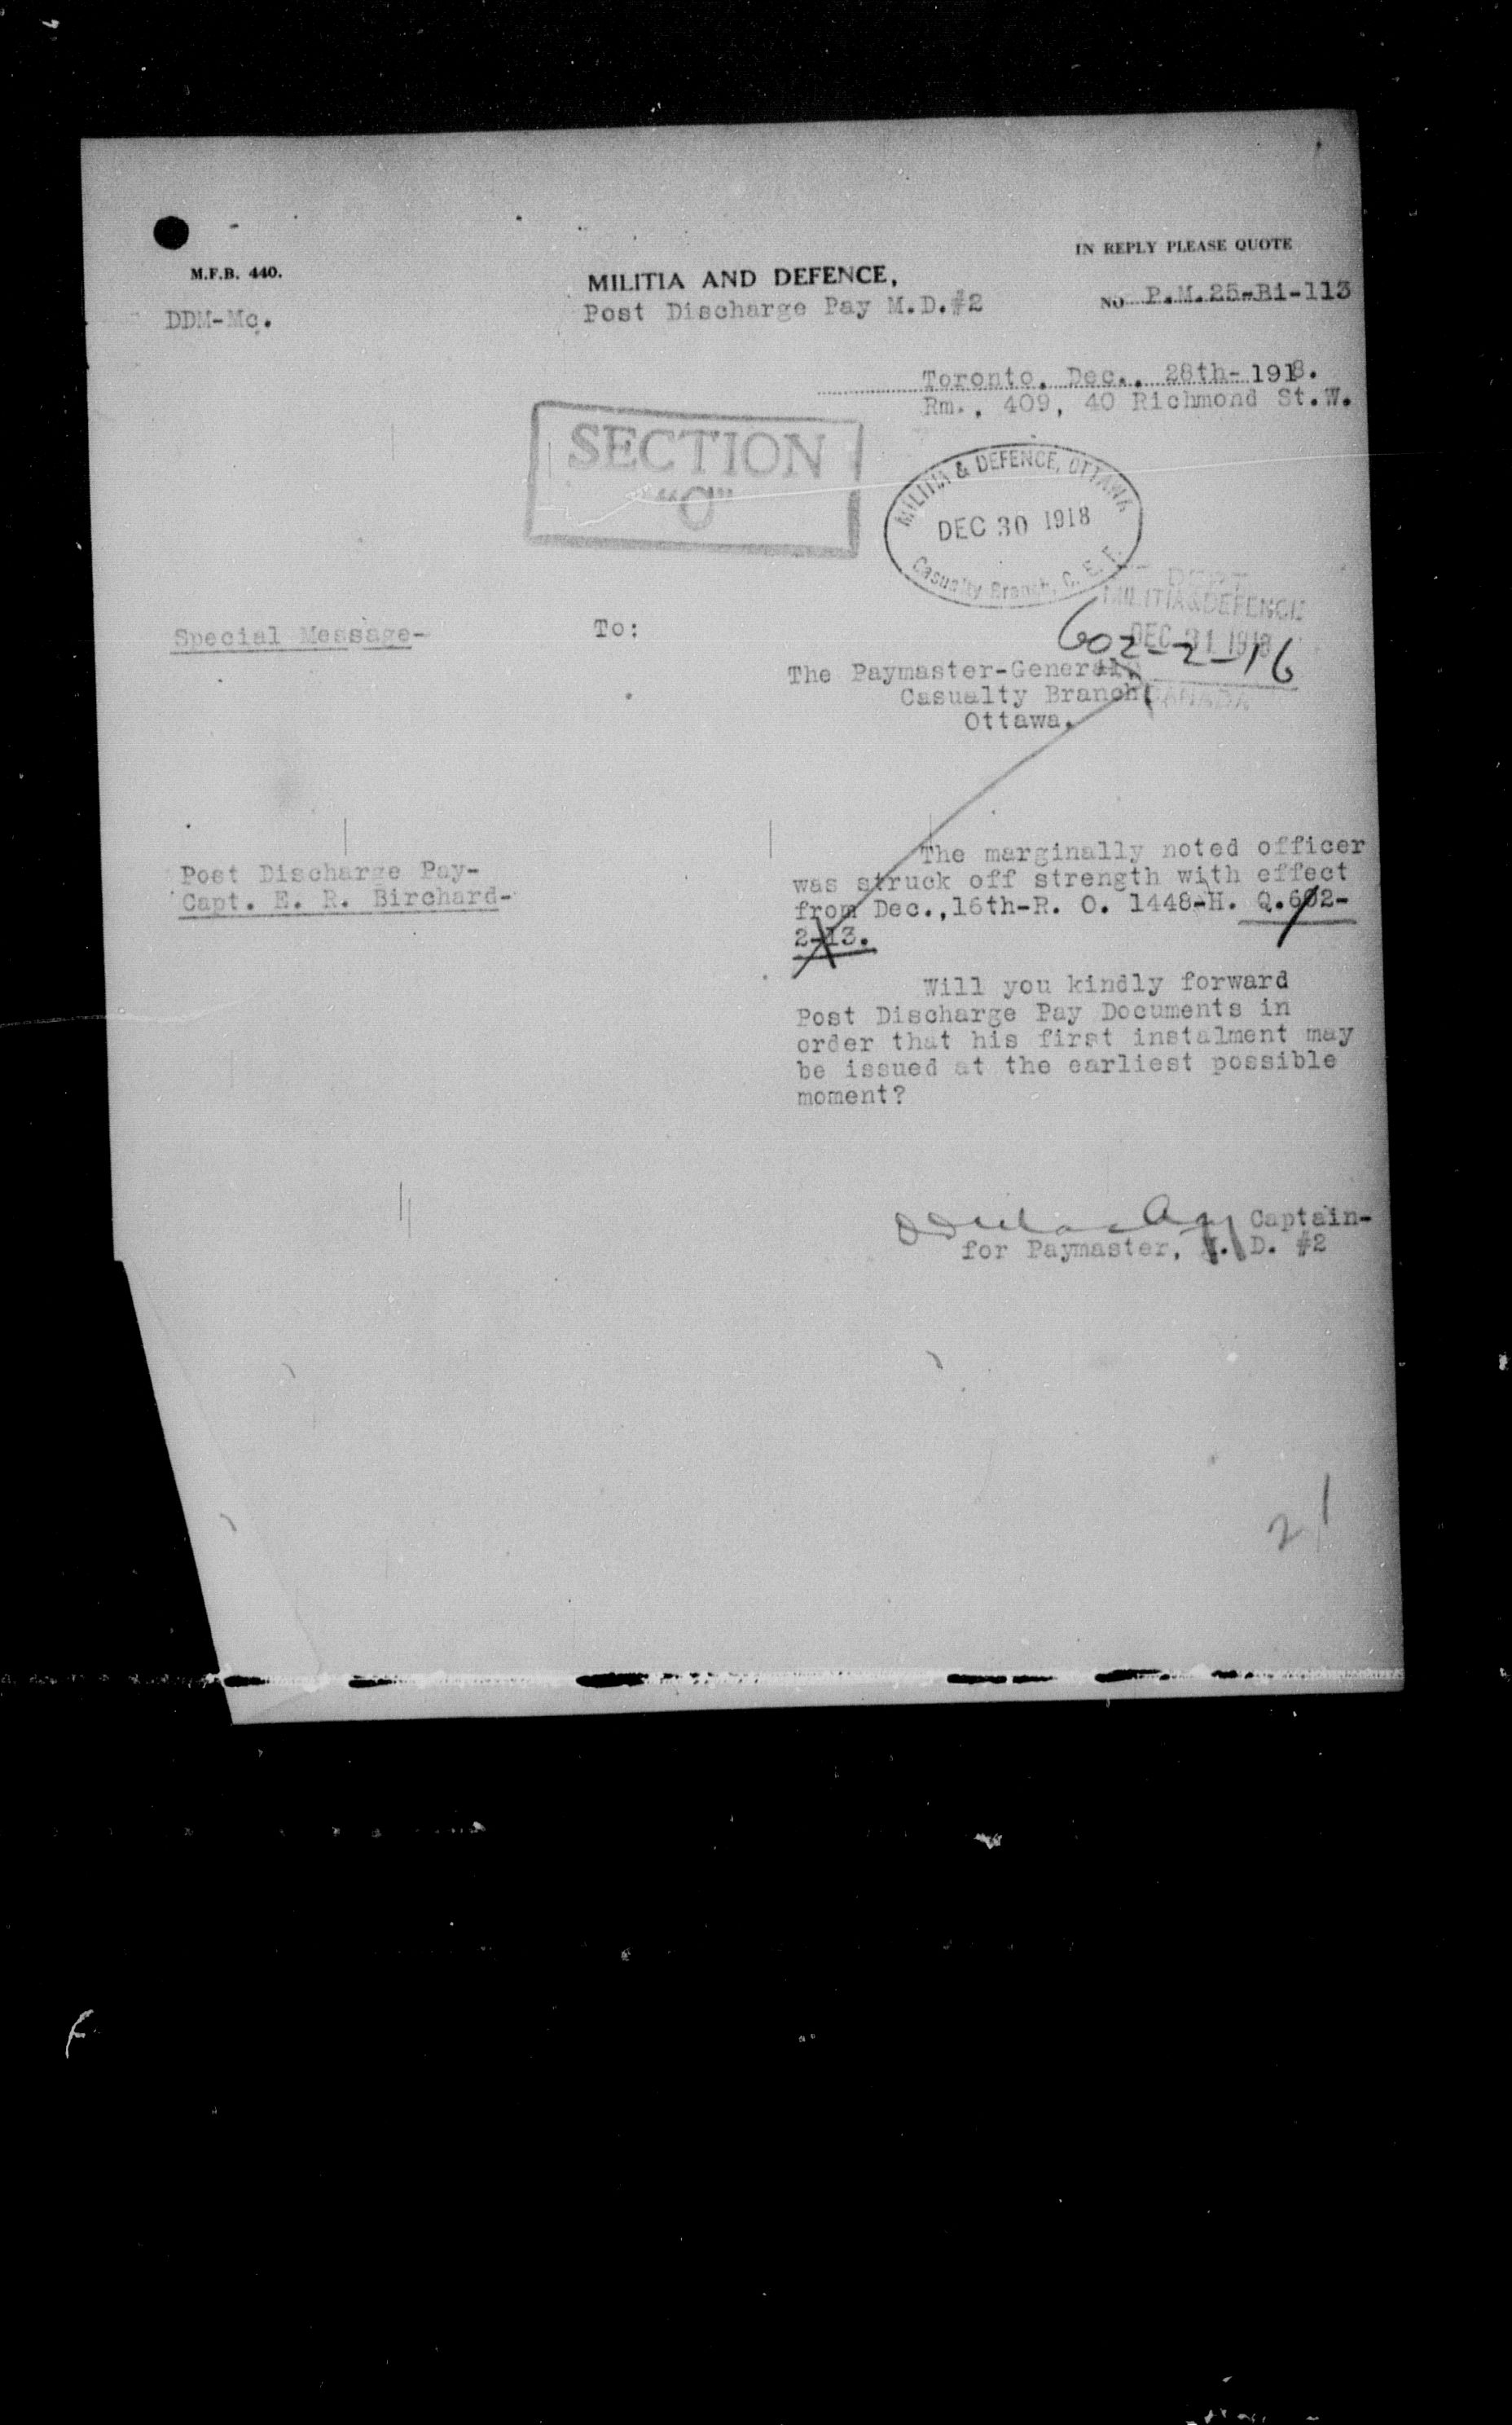 IN REPLY PLEASE QUOTE
M.F.B. 440.
MILITIA AND DEFENCE,
No P.M.25-Bi-113
DDM-Mc.
Post Discharge Pay M.D.#2
Toronto, Dec., 28th- 1918.
Rm., 409, 40 Richmond St.W.
SECTION
"C"
MILITIA & DEFENCE, OTTAWA
DEC 30 1918
Casualty Branch, C. E. F.
DEPT
MILITIA & DEFENCE
DEC 31 1918
CANADA
602-2-16
Special Message-
To:
The Paymaster-General,
Casualty Branch,
Ottawa.
Post Discharge Pay-
Capt. E. R. Birchard-
The marginally noted officer
was struck off strength with effect
from Dec.,16th-R. O. 1448-H. Q.602-
2-13.
Will you kindly forward
Post Discharge Pay Documents in
order that his first instalment may
be issued at the earliest possible
moment?
Captain-
for Paymaster, M. D. #2
21